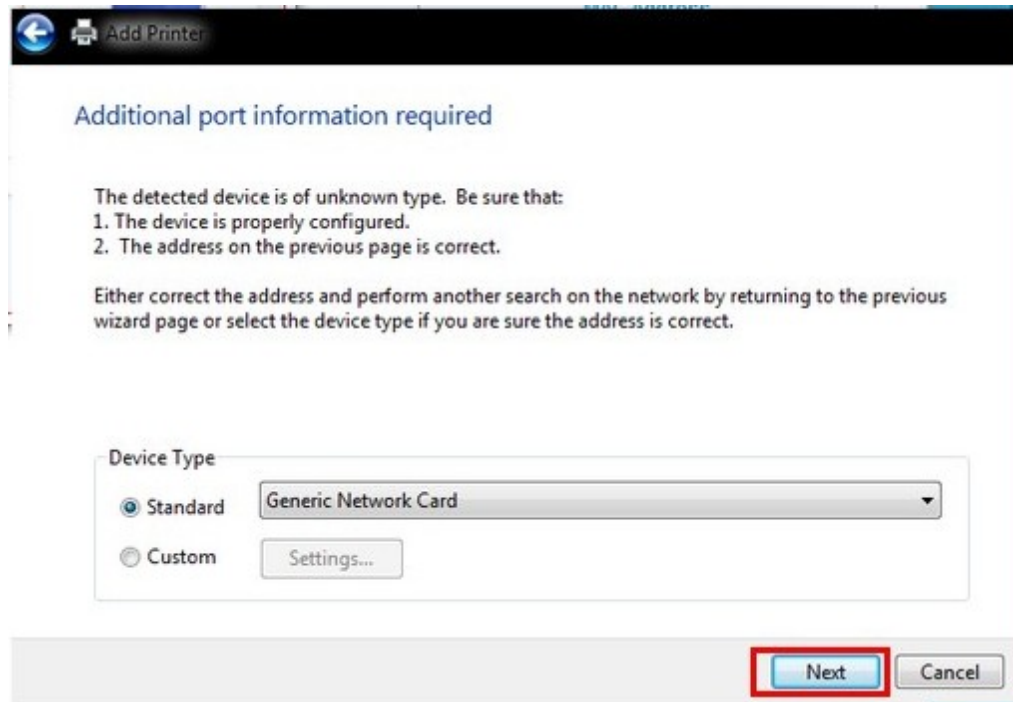 MAC Address
Add Printer
Additional port information required
The detected device is of unknown type.  Be sure that:
1. The device is properly configured.
2.  The address on the previous page is correct.
Either correct the address and perform another search on the network by returning to the previous
wizard page or select the device type if you are sure the address is correct.
Device Type
Standard
Generic Network Card
Custom
Settings...
Next
Cancel